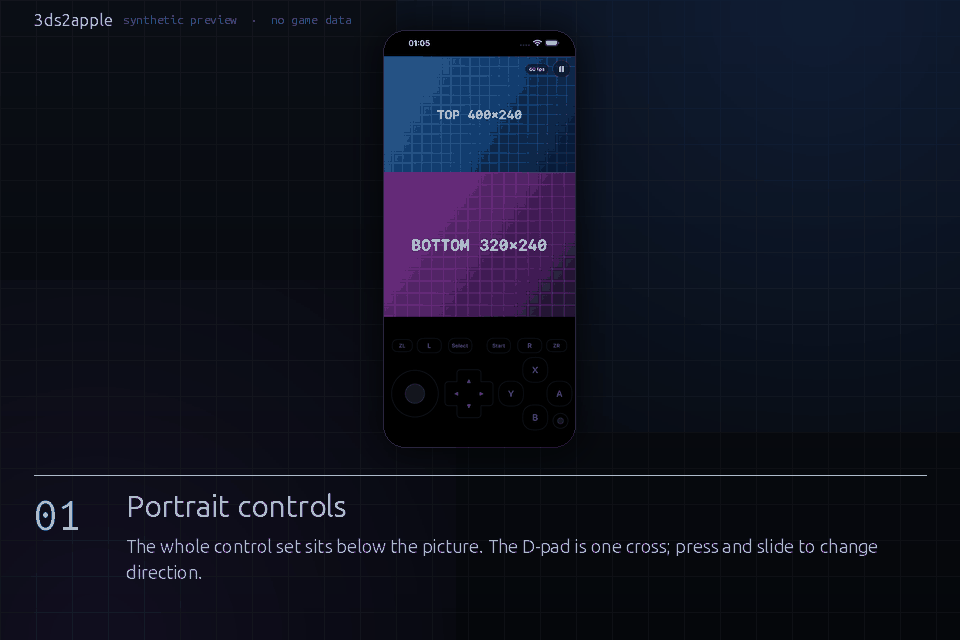 3ds2apple synthetic preview · no game data
01:05
60 fps
TOP 400×240
BOTTOM 320×240
ZL L Select Start R ZR
X
Y A
B
01 Portrait controls
The whole control set sits below the picture. The D-pad is one cross; press and slide to change
direction.